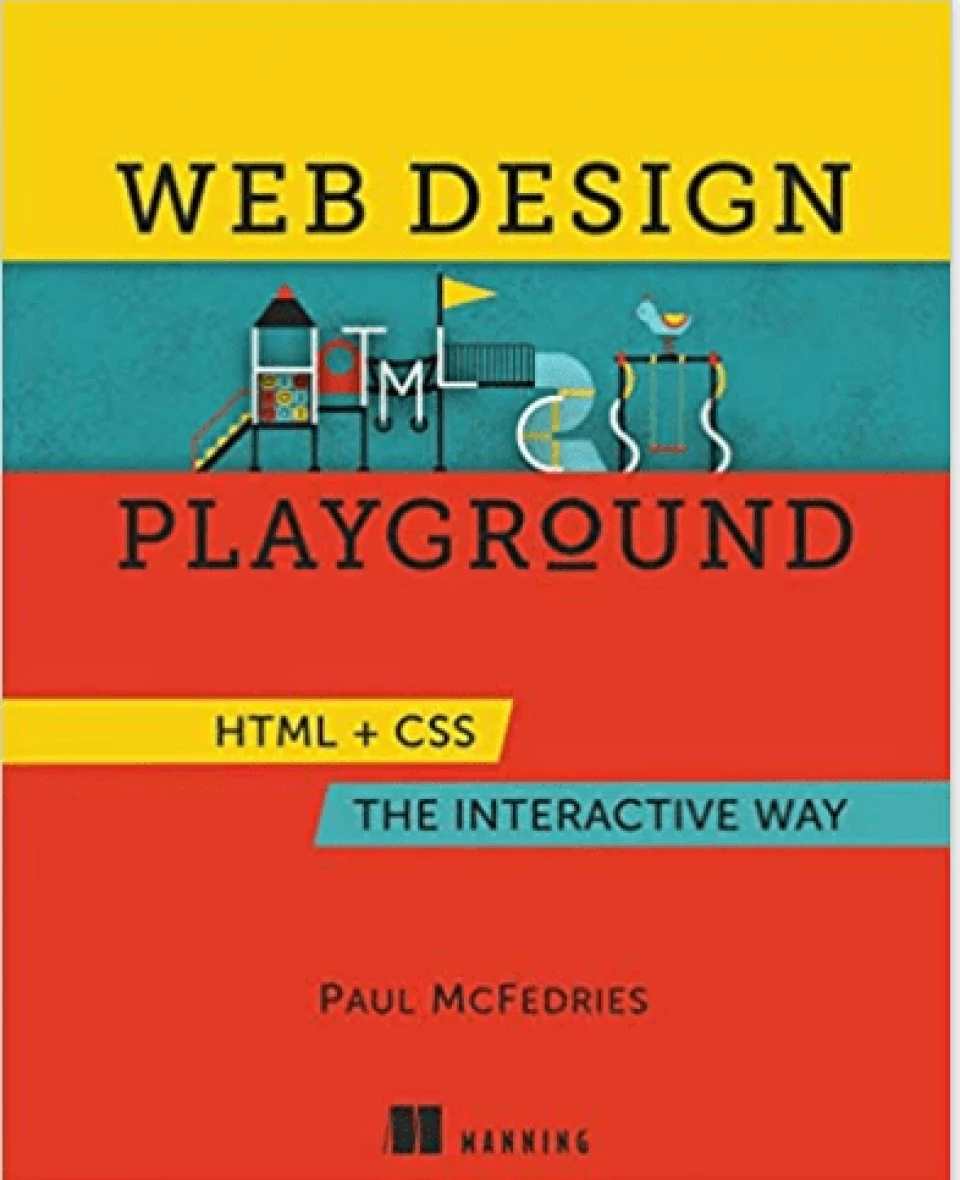 WEB DESIGN
HTML CSS
PLAYGROUND
HTML + CSS
THE INTERACTIVE WAY
PAUL MCFEDRIES
MANNING